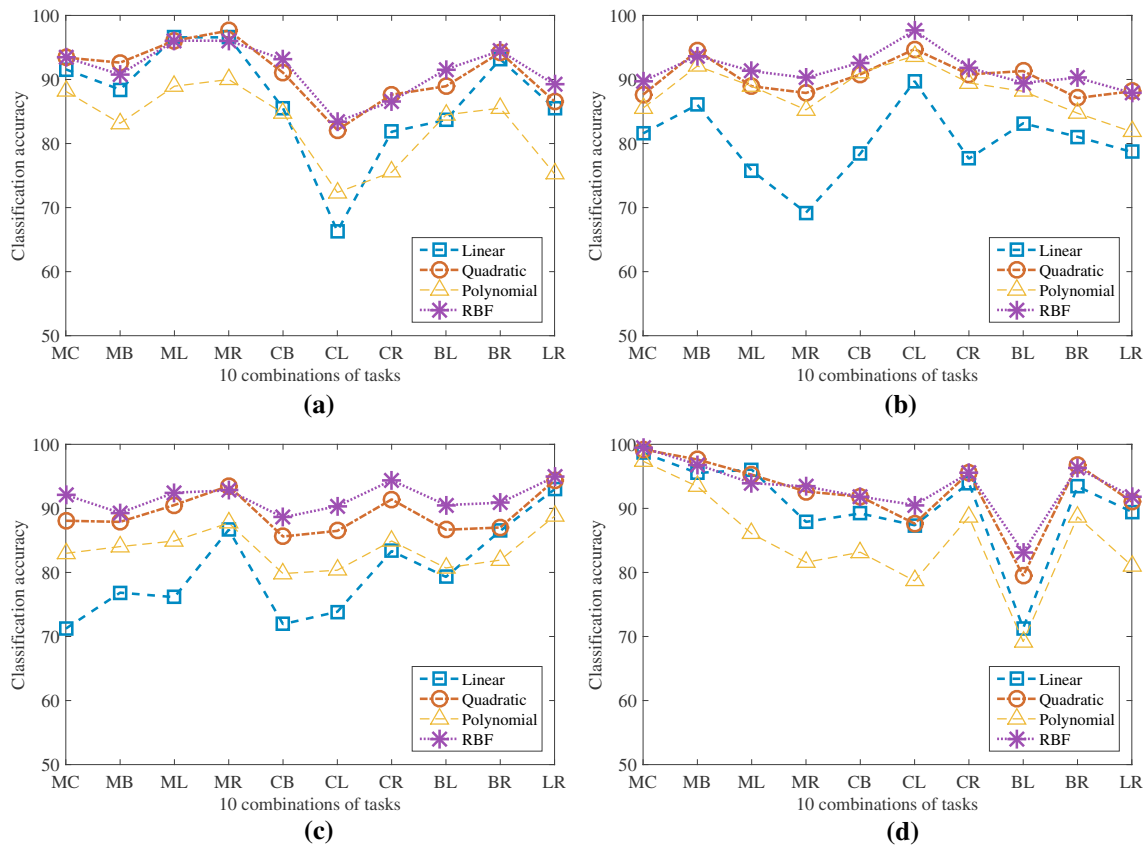 100
90
80
70
60
50
Classification accuracy
Linear
Quadratic
Polynomial
RBF
MC MB ML MR CB CL CR BL BR LR
10 combinations of tasks
(a)
100
90
80
70
60
50
Classification accuracy
Linear
Quadratic
Polynomial
RBF
MC MB ML MR CB CL CR BL BR LR
10 combinations of tasks
(b)
100
90
80
70
60
50
Classification accuracy
Linear
Quadratic
Polynomial
RBF
MC MB ML MR CB CL CR BL BR LR
10 combinations of tasks
(c)
100
90
80
70
60
50
Classification accuracy
Linear
Quadratic
Polynomial
RBF
MC MB ML MR CB CL CR BL BR LR
10 combinations of tasks
(d)